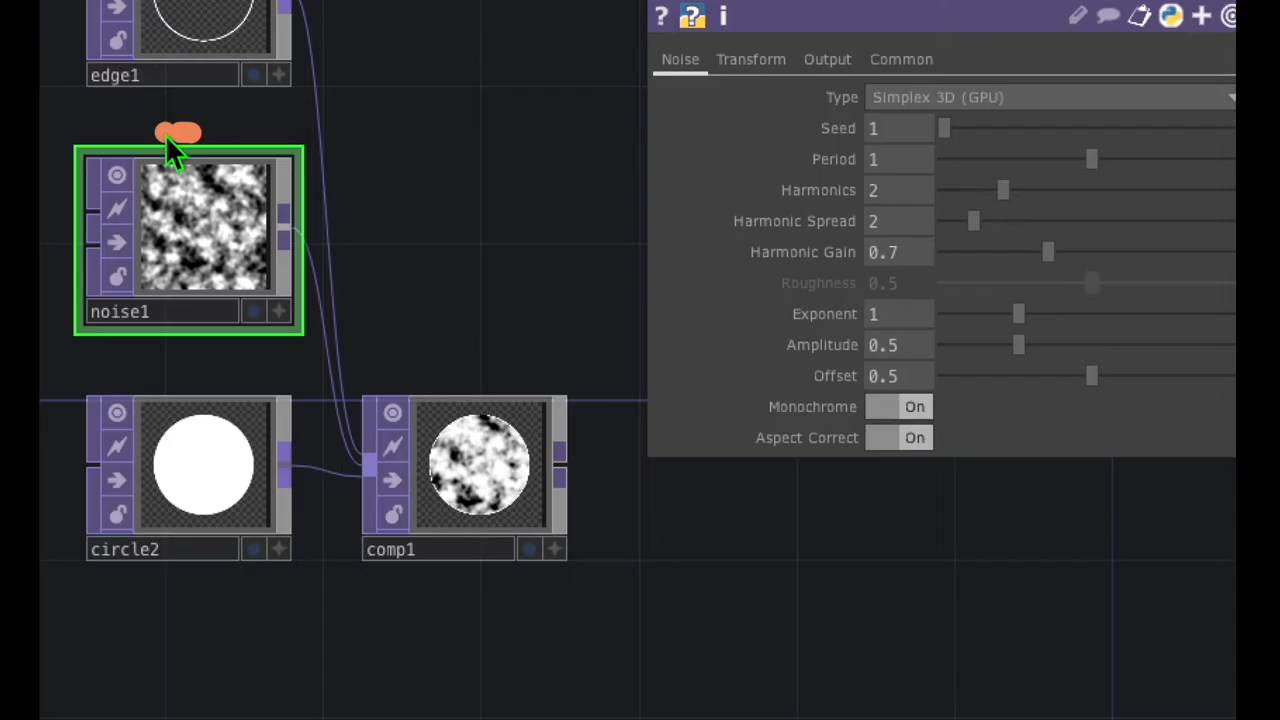 ? ? i
edge1
Noise Transform Output Common
Type Simplex 3D (GPU)
Seed 1
Period 1
Harmonics 2
Harmonic Spread 2
Harmonic Gain 0.7
Roughness 0.5
noise1
Exponent 1
Amplitude 0.5
Offset 0.5
Monochrome On
Aspect Correct On
circle2
comp1